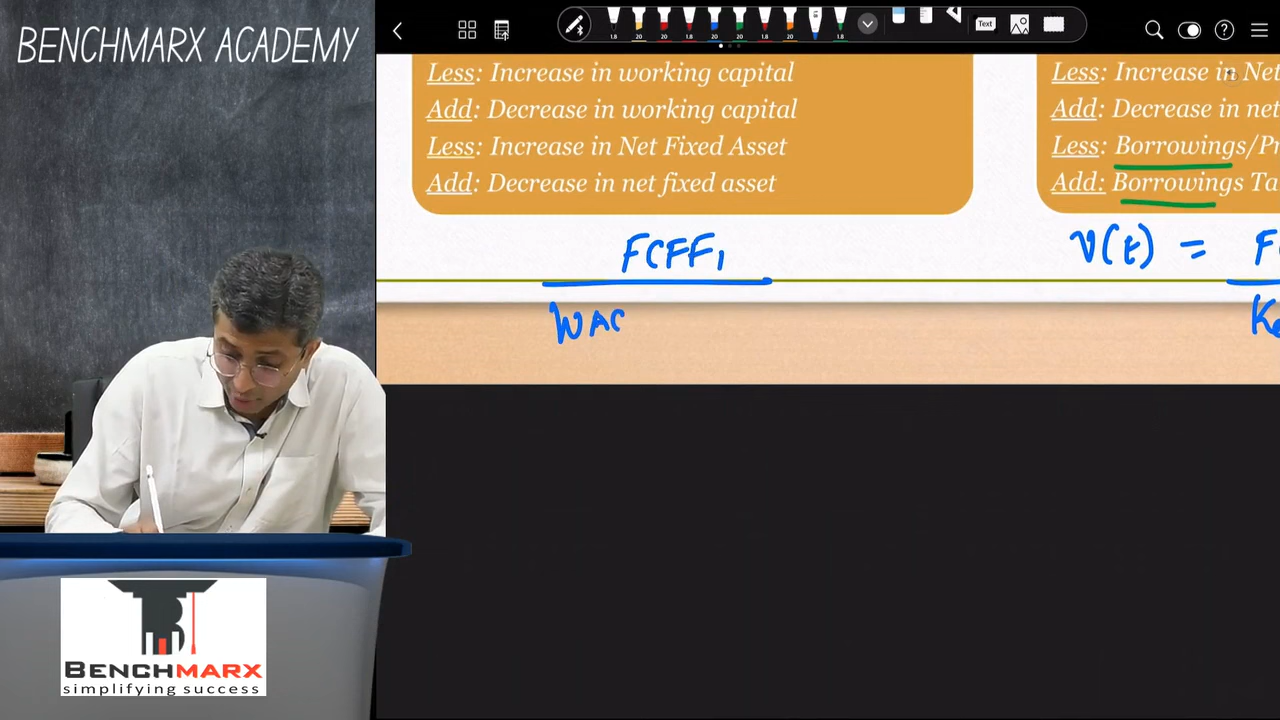 BENCHMARX ACADEMY
Text
Less: Increase in working capital
Add: Decrease in working capital
Less: Increase in Net Fixed Asset
Add: Decrease in net fixed asset
Less: Increase in Net
Add: Decrease in net
Less: Borrowings/Pr
Add: Borrowings Ta
FCFF1
WAC
V(t) = F
K
BENCHMARX
simplifying success